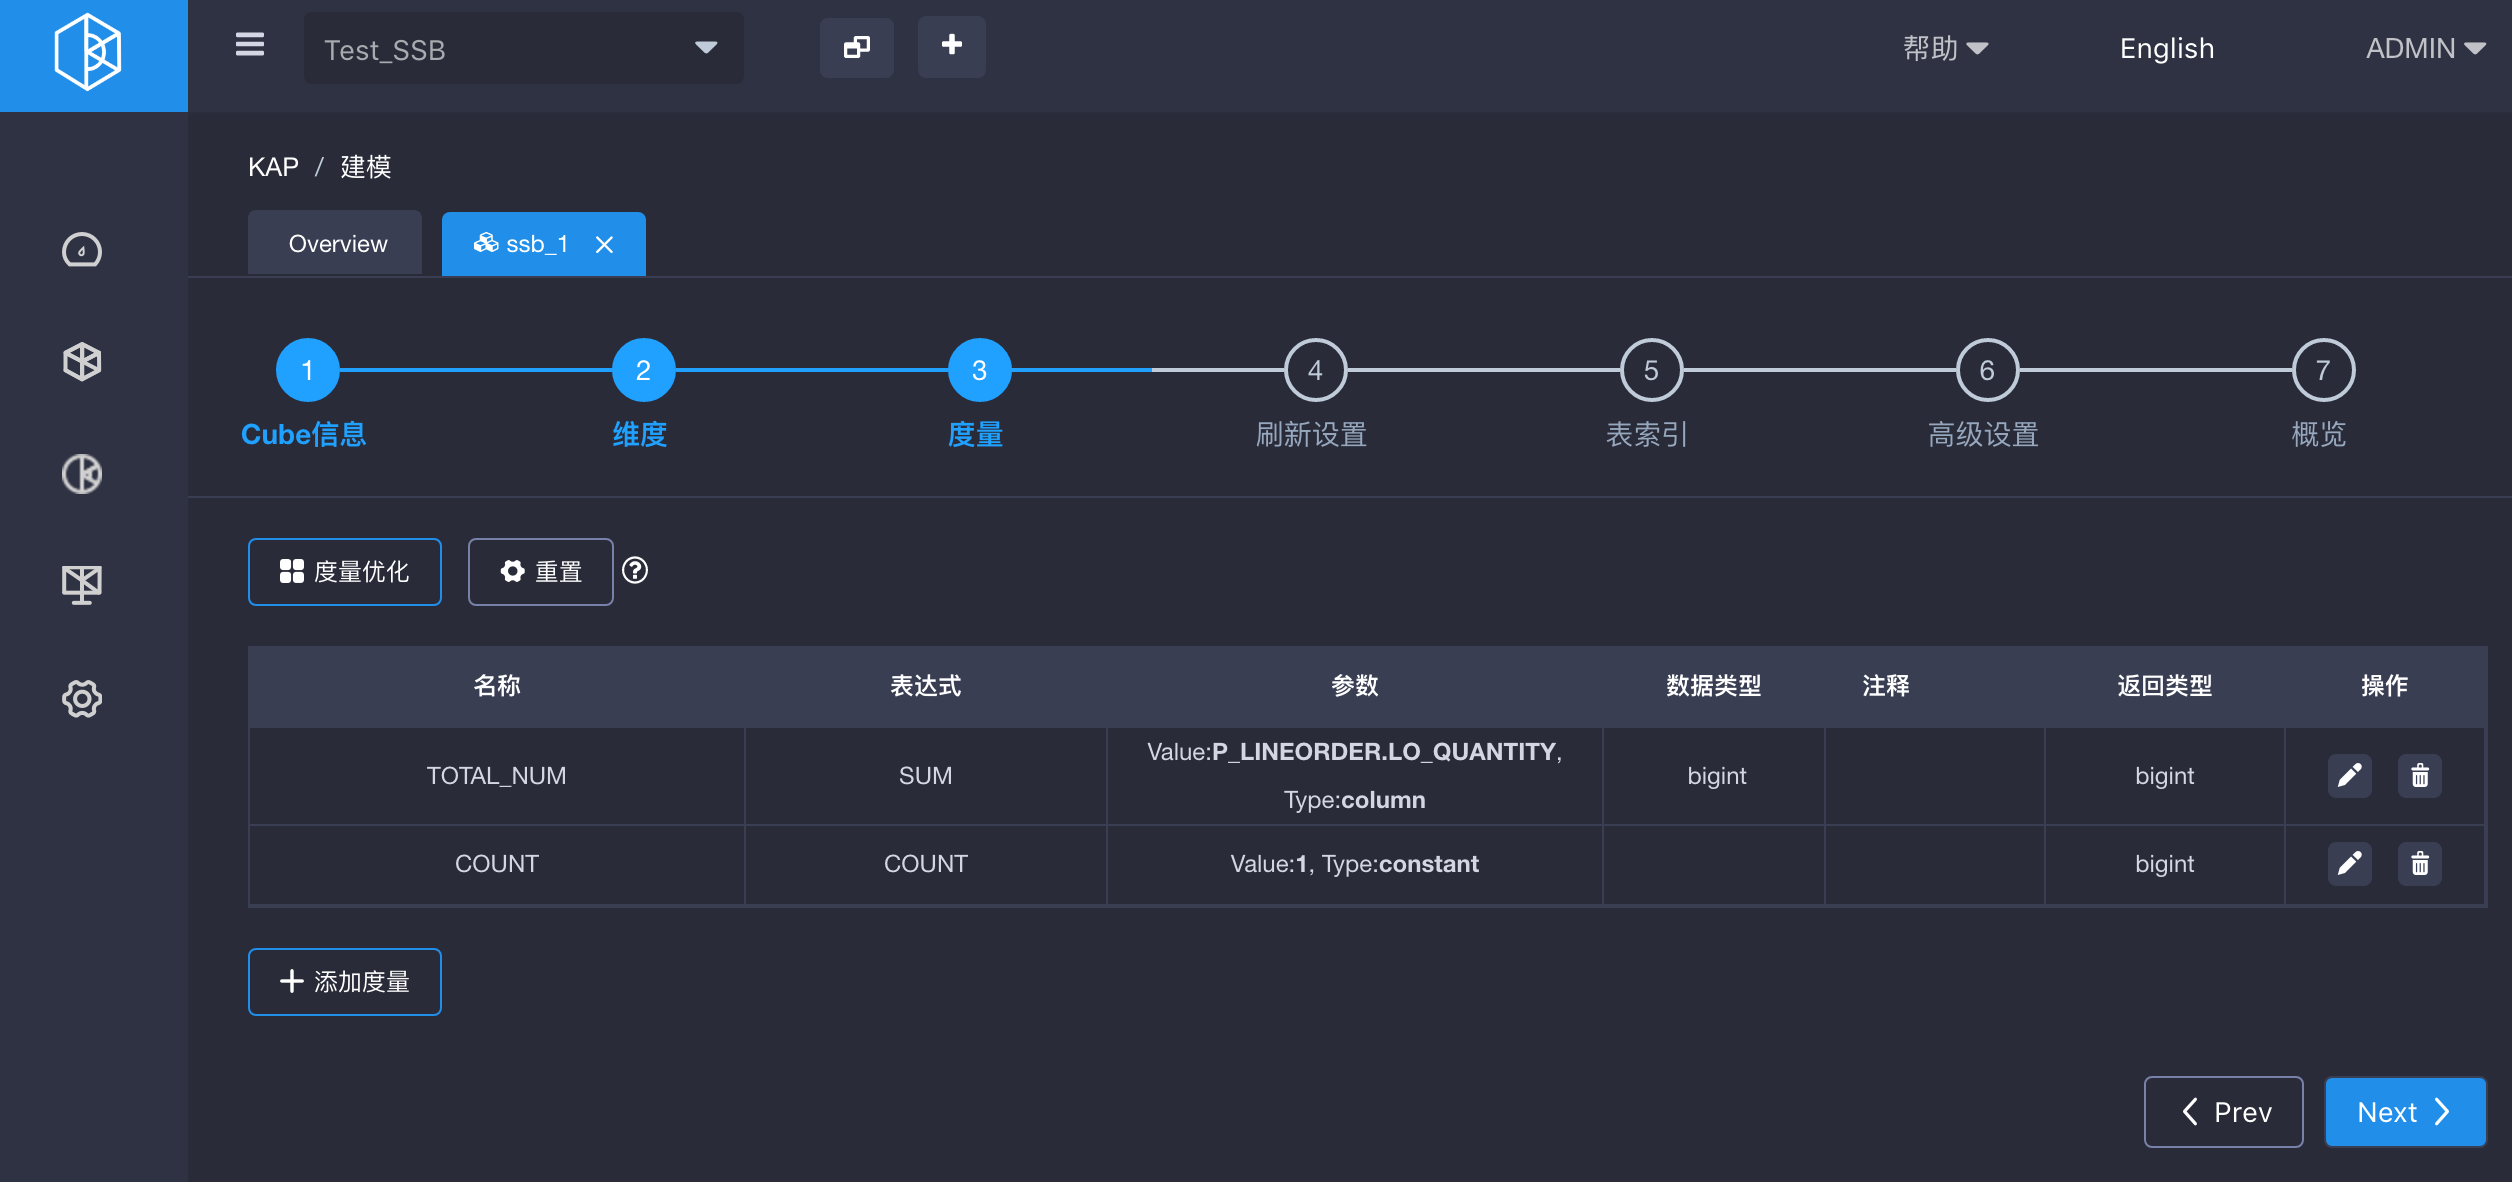 Test_SSB
帮助
English
ADMIN
KAP / 建模
Overview
ssb_1
1 2 3 4 5 6 7
Cube信息 维度 度量 刷新设置 表索引 高级设置 概览
度量优化 重置
名称 表达式 参数 数据类型 注释 返回类型 操作
TOTAL_NUM SUM Value:P_LINEORDER.LO_QUANTITY, bigint bigint
Type:column
COUNT COUNT Value:1, Type:constant bigint
添加度量
Prev Next